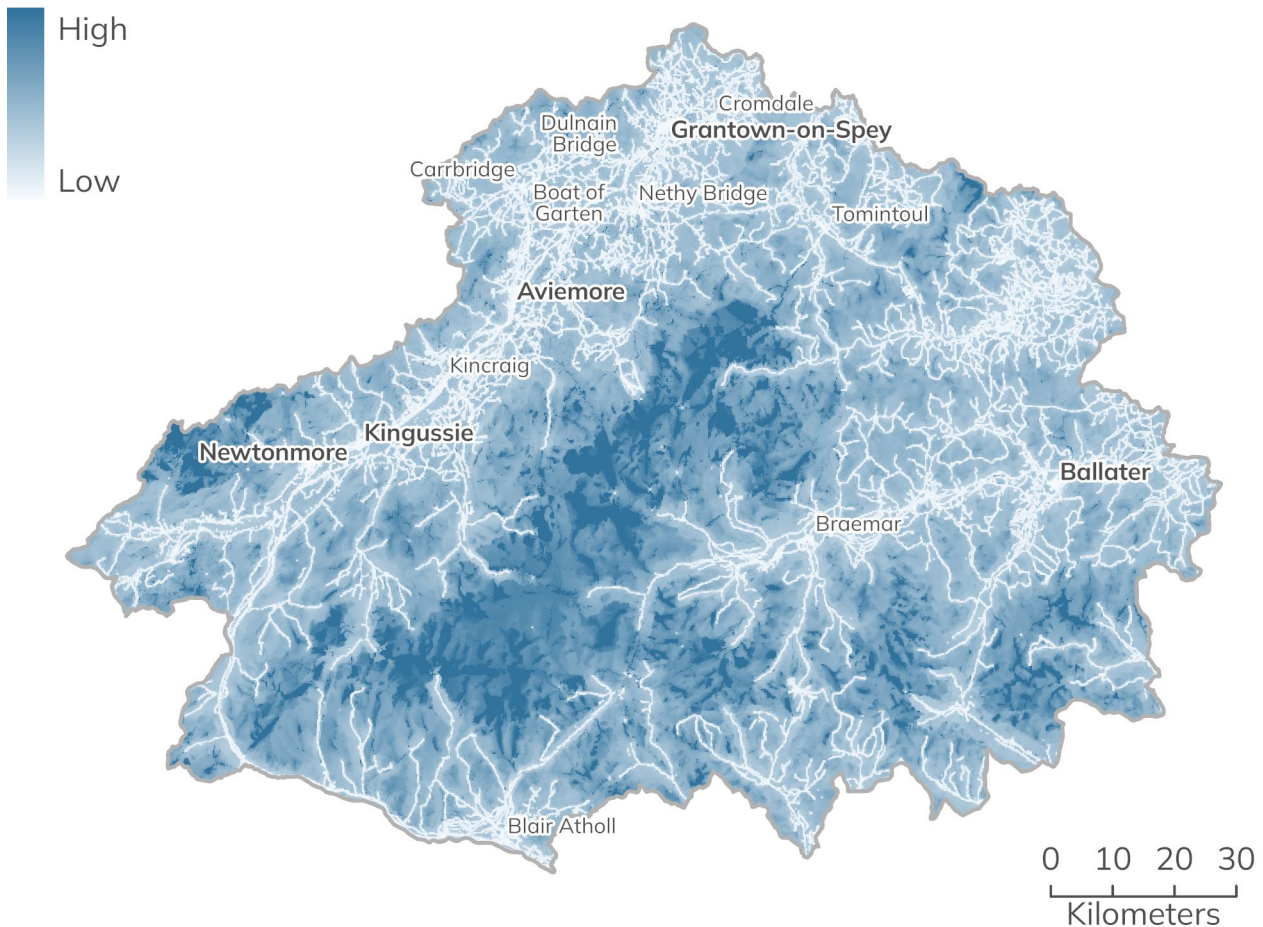 High
Low
Cromdale
Grantown-on-Spey
Dulnain
Bridge
Carrbridge
Boat of
Garten
Nethy Bridge
Tomintoul
Aviemore
Kincraig
Kingussie
Newtonmore
Ballater
Braemar
Blair Atholl
0 10 20 30
Kilometers